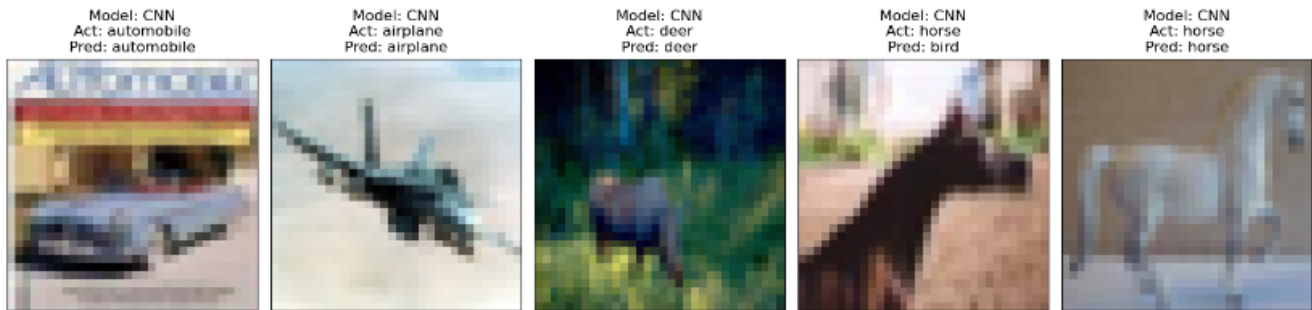 Model: CNN
Act: automobile
Pred: automobile
Model: CNN
Act: airplane
Pred: airplane
Model: CNN
Act: deer
Pred: deer
Model: CNN
Act: horse
Pred: bird
Model: CNN
Act: horse
Pred: horse
AUTOMOBILE